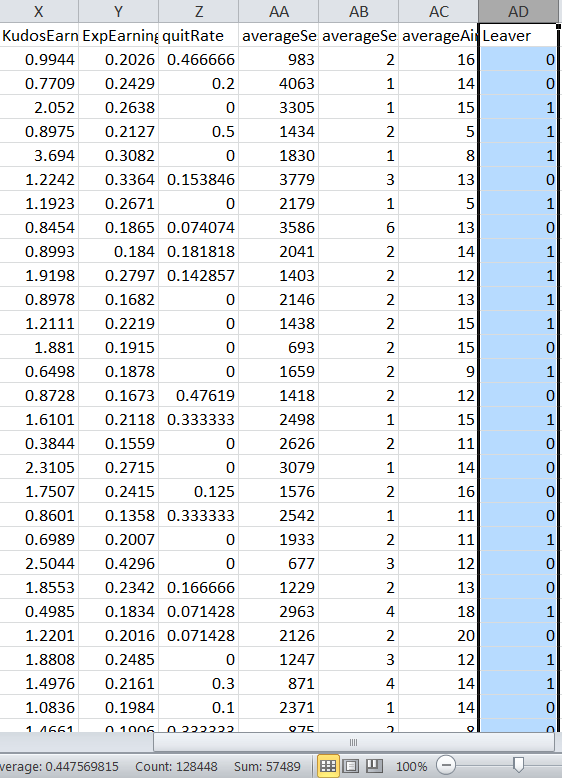 X Y Z AA AB AC AD
KudosEarn ExpEarning quitRate averageSe averageSe averageAi Leaver
0.9944 0.2026 0.466666 983 2 16 0
0.7709 0.2429 0.2 4063 1 14 0
2.052 0.2638 0 3305 1 15 1
0.8975 0.2127 0.5 1434 2 5 1
3.694 0.3082 0 1830 1 8 1
1.2242 0.3364 0.153846 3779 3 13 0
1.1923 0.2671 0 2179 1 5 1
0.8454 0.1865 0.074074 3586 6 13 0
0.8993 0.184 0.181818 2041 2 14 1
1.9198 0.2797 0.142857 1403 2 12 1
0.8978 0.1682 0 2146 2 13 1
1.2111 0.2219 0 1438 2 15 1
1.881 0.1915 0 693 2 15 0
0.6498 0.1878 0 1659 2 9 1
0.8728 0.1673 0.47619 1418 2 12 0
1.6101 0.2118 0.333333 2498 1 15 1
0.3844 0.1559 0 2626 2 11 0
2.3105 0.2715 0 3079 1 14 0
1.7507 0.2415 0.125 1576 2 16 0
0.8601 0.1358 0.333333 2542 1 11 0
0.6989 0.2007 0 1933 2 11 1
2.5044 0.4296 0 677 3 12 0
1.8553 0.2342 0.166666 1229 2 13 0
0.4985 0.1834 0.071428 2963 4 18 1
1.2201 0.2016 0.071428 2126 2 20 0
1.8808 0.2485 0 1247 3 12 1
1.4976 0.2161 0.3 871 4 14 1
1.0836 0.1984 0.1 2371 1 14 0
1.4661 0.1906 0.333333 875 2 8 0
verage: 0.447569815 Count: 128448 Sum: 57489 100%